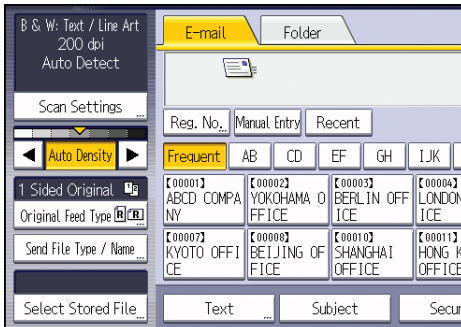 B & W: Text / Line Art
200 dpi
Auto Detect
Scan Settings
Auto Density
1 Sided Original
Original Feed Type
Send File Type / Name
Select Stored File
E-mail Folder
Reg. No. Manual Entry Recent
Frequent AB CD EF GH IJK
【00001】 【00002】 【00003】 【00004】
ABCD COMPA YOKOHAMA O BERLIN OFF LONDON
NY FFICE ICE ICE
【00007】 【00008】 【00010】 【00011】
KYOTO OFFI BEIJING OF SHANGHAI HONG K
CE FICE OFFICE OFFICE
Text Subject Secur